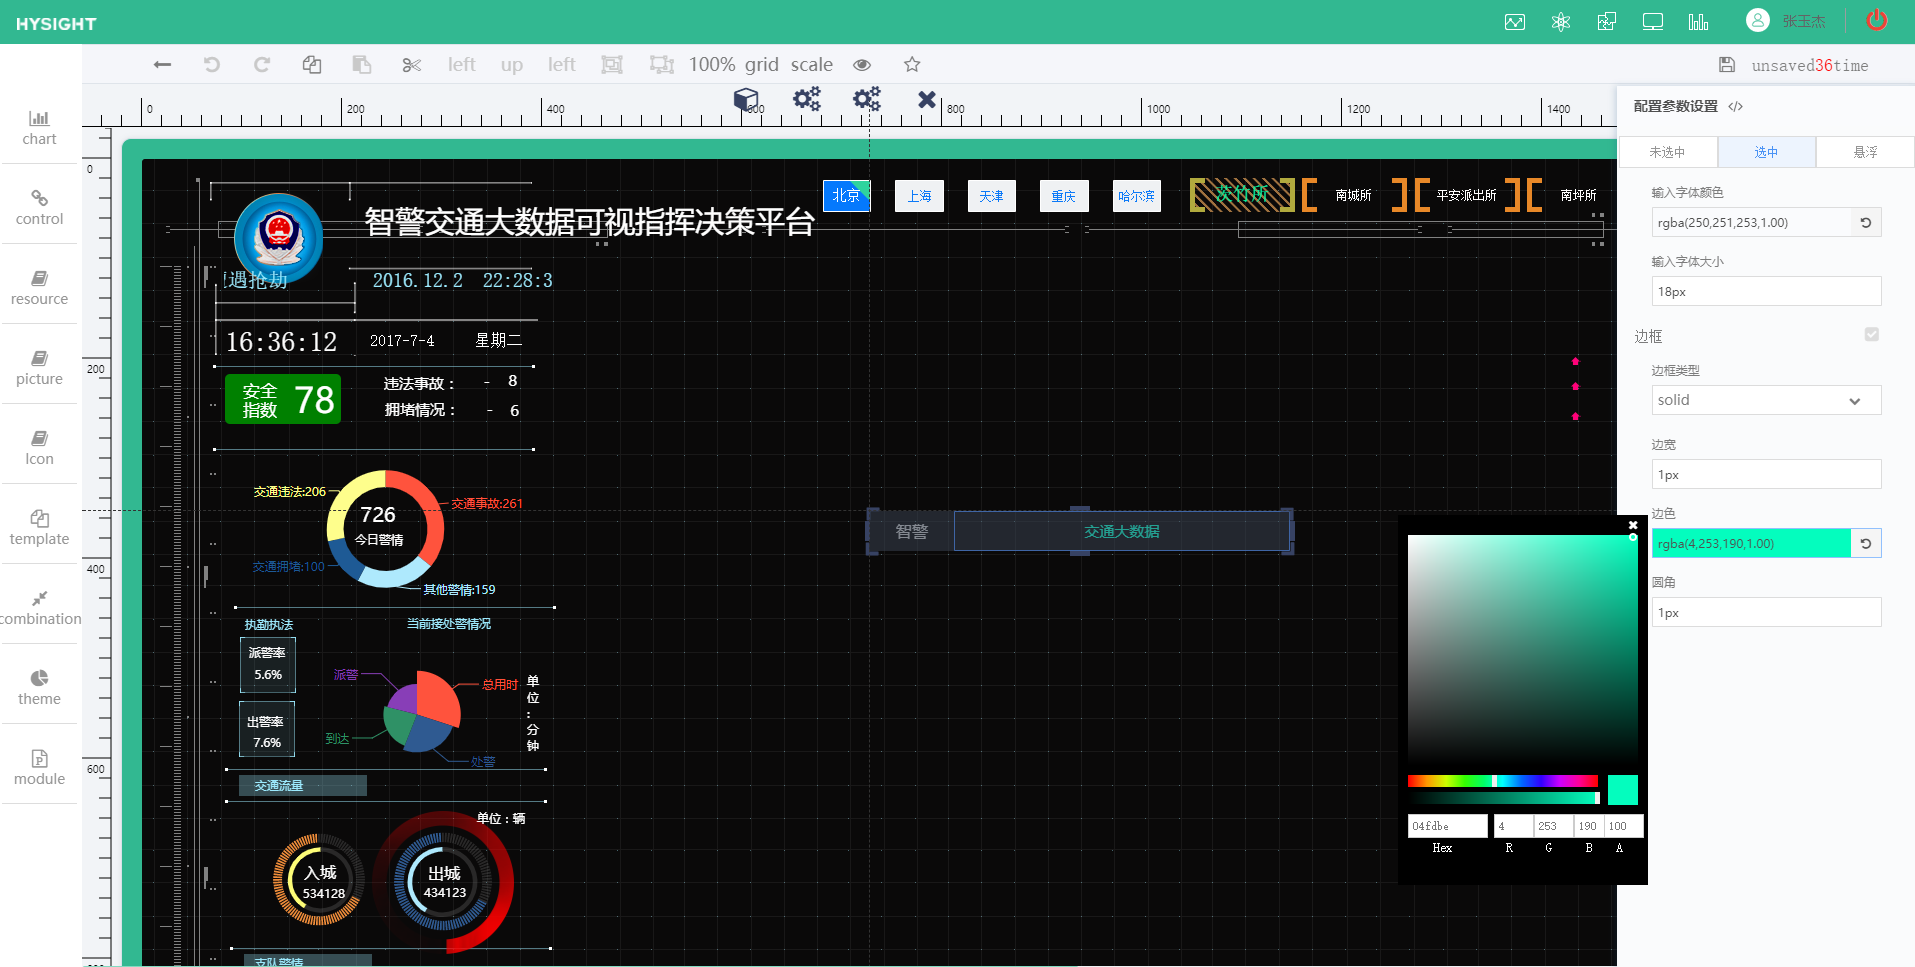 HYSIGHT
张玉杰
left
up
left
100%
grid
scale
unsaved36time
0
200
400
600
800
1000
1200
1400
0
200
400
600
chart
control
resource
picture
Icon
template
combination
theme
module
北京
上海
天津
重庆
哈尔滨
茨竹所
南城所
平安派出所
南坪所
智警交通大数据可视指挥决策平台
遇抢劫
2016.12.2 22:28:3
16:36:12
2017-7-4
星期二
安全
指数
78
违法事故 :
- 8
拥堵情况 :
- 6
交通违法:206
交通事故:261
726
今日警情
交通拥堵:100
其他警情:159
执勤执法
当前接处警情况
派警率
5.6%
出警率
7.6%
派警
总用时
到达
处警
单
位
:
分
钟
交通流量
单位 : 辆
入城
534128
出城
434123
支队警情
智警
交通大数据
配置参数设置 </>
未选中
选中
悬浮
输入字体颜色
rgba(250,251,253,1.00)
输入字体大小
18px
边框
边框类型
solid
边宽
1px
边色
rgba(4,253,190,1.00)
圆角
1px
04fdbe
4
253
190
100
Hex
R
G
B
A